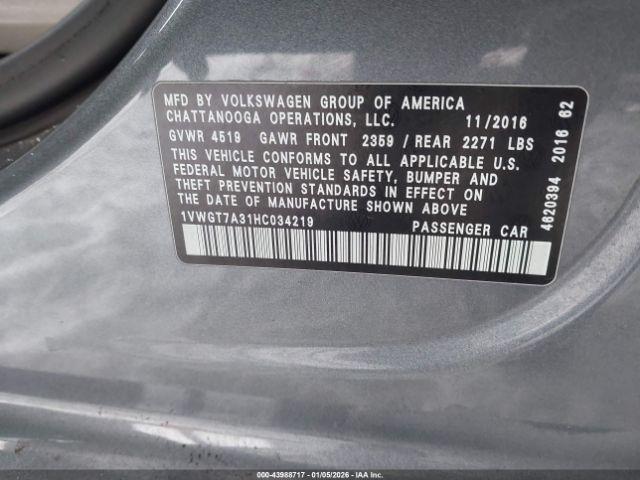 MFD BY VOLKSWAGEN GROUP OF AMERICA
CHATTANOOGA OPERATIONS, LLC. 11/2016
GVWR 4519 GAWR FRONT 2359 / REAR 2271 LBS
THIS VEHICLE CONFORMS TO ALL APPLICABLE U.S.
FEDERAL MOTOR VEHICLE SAFETY, BUMPER AND
THEFT PREVENTION STANDARDS IN EFFECT ON
THE DATE OF MANUFACTURE SHOWN ABOVE
1VWGT7A31HC034219 PASSENGER CAR
4620394 2016 62
000-43988717 - 01/05/2026 - IAAI.CA